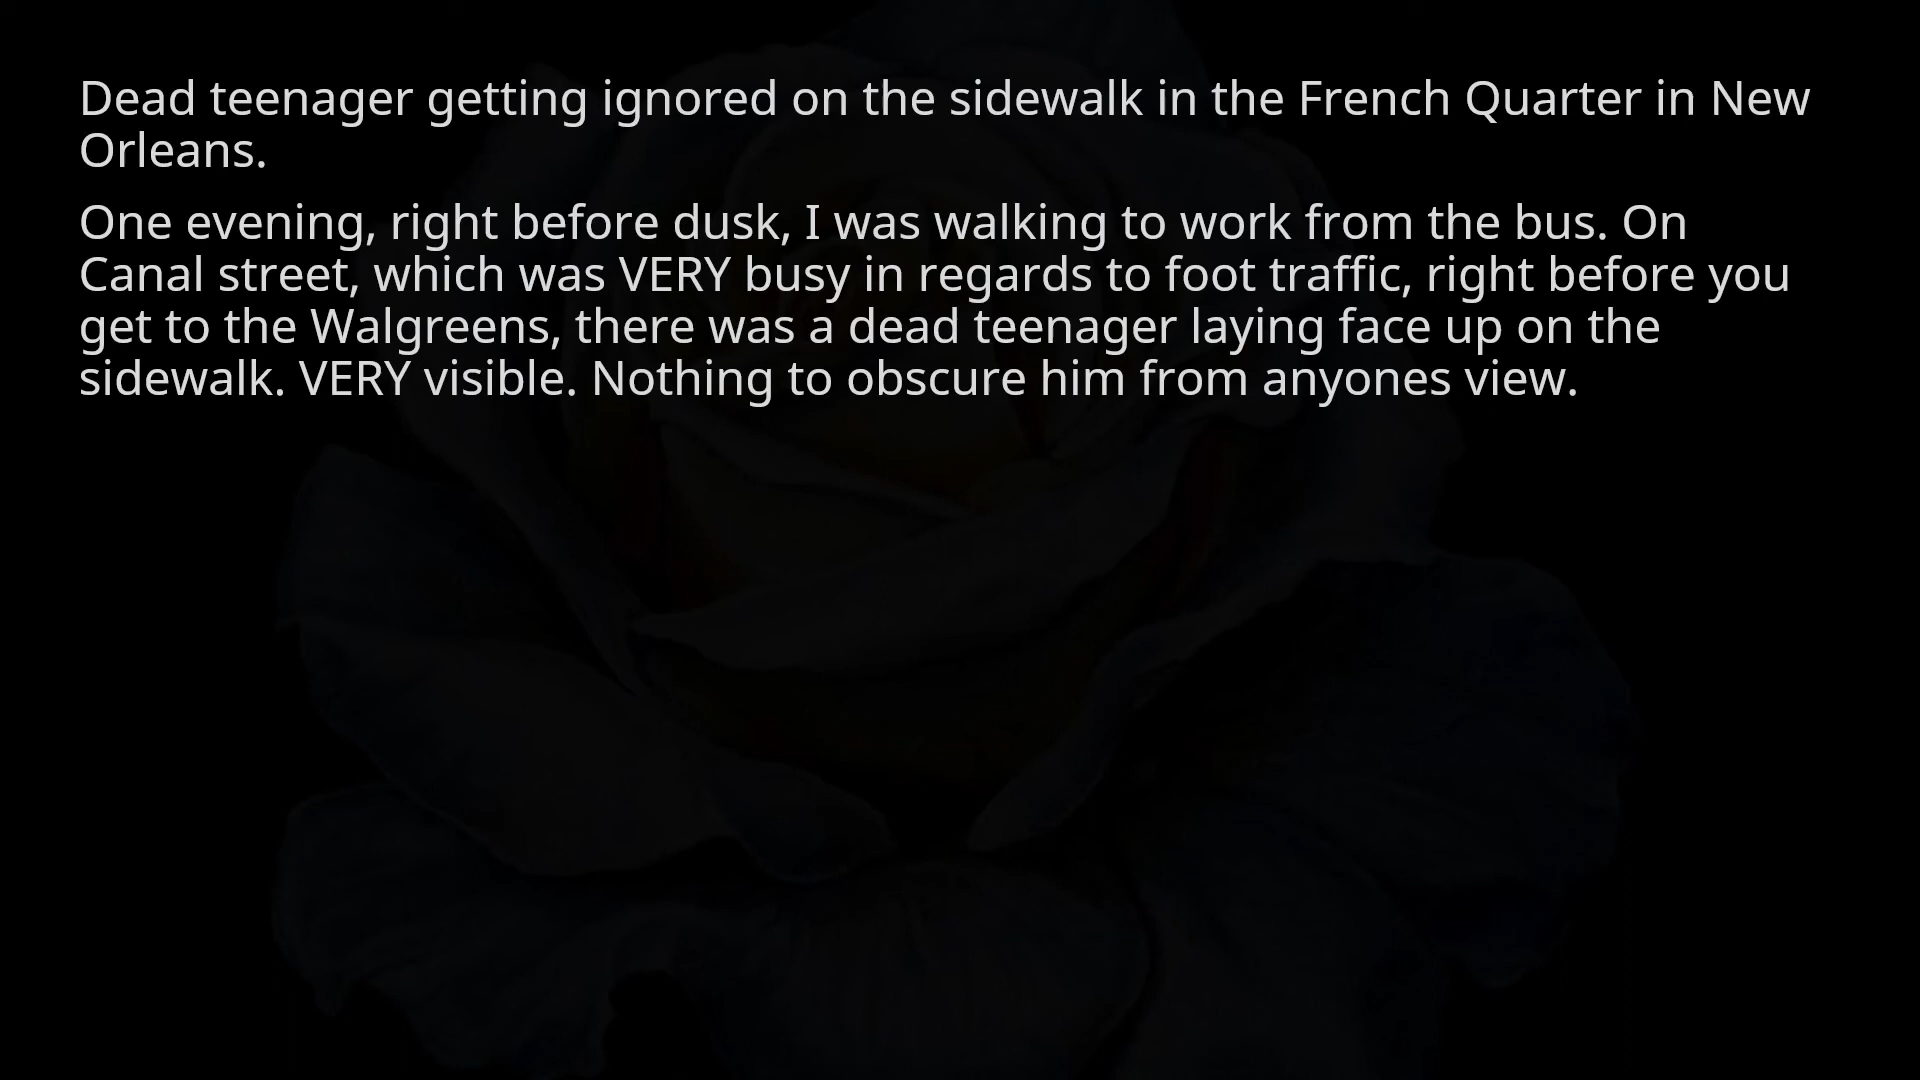 Dead teenager getting ignored on the sidewalk in the French Quarter in New
Orleans.
One evening, right before dusk, I was walking to work from the bus. On
Canal street, which was VERY busy in regards to foot traffic, right before you
get to the Walgreens, there was a dead teenager laying face up on the
sidewalk. VERY visible. Nothing to obscure him from anyones view.